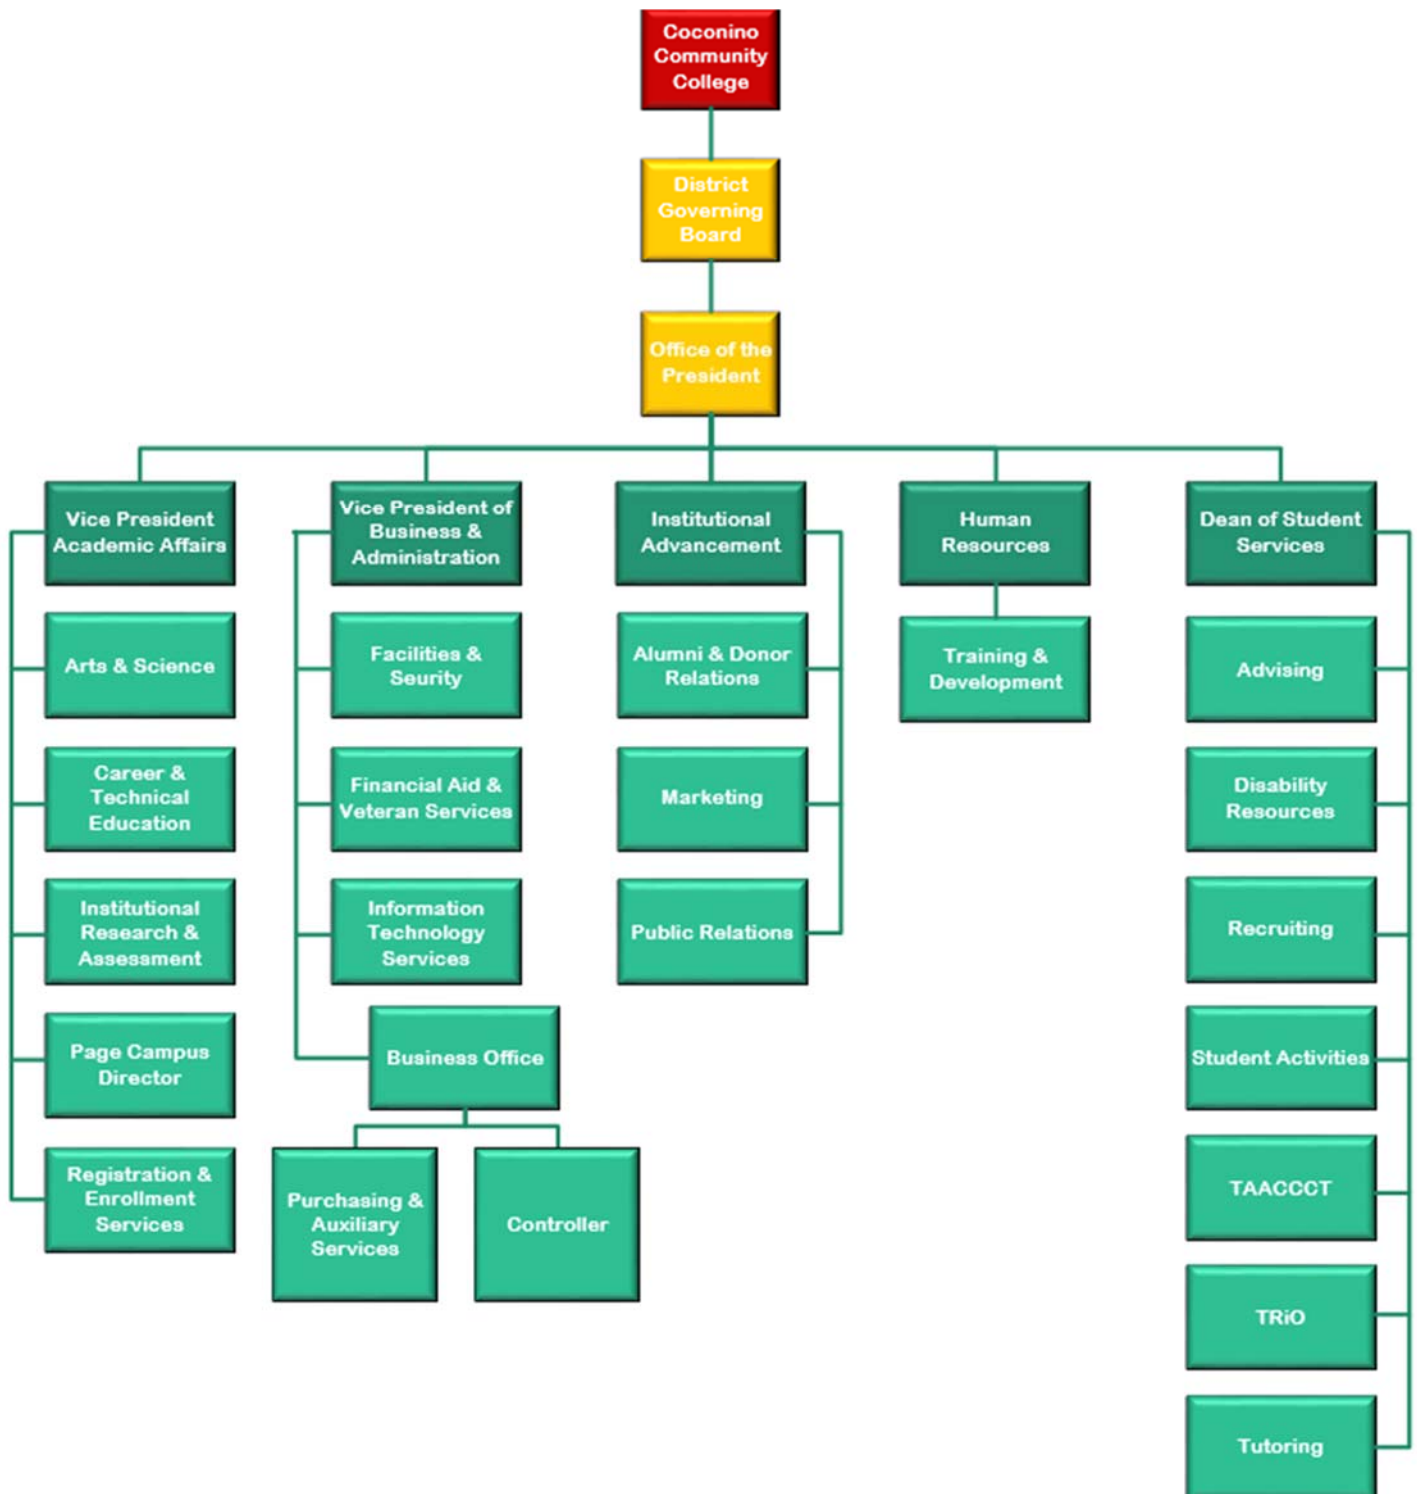 Coconino
Community
College
District
Governing
Board
Office of the
President
Vice President
Academic Affairs
Vice President of
Business &
Administration
Institutional
Advancement
Human
Resources
Dean of Student
Services
Arts & Science
Facilities &
Seurity
Alumni & Donor
Relations
Training &
Development
Advising
Career &
Technical
Education
Financial Aid &
Veteran Services
Marketing
Disability
Resources
Institutional
Research &
Assessment
Information
Technology
Services
Public Relations
Recruiting
Page Campus
Director
Business Office
Student Activities
Registration &
Enrollment
Services
Purchasing &
Auxiliary
Services
Controller
TAACCCT
TRiO
Tutoring